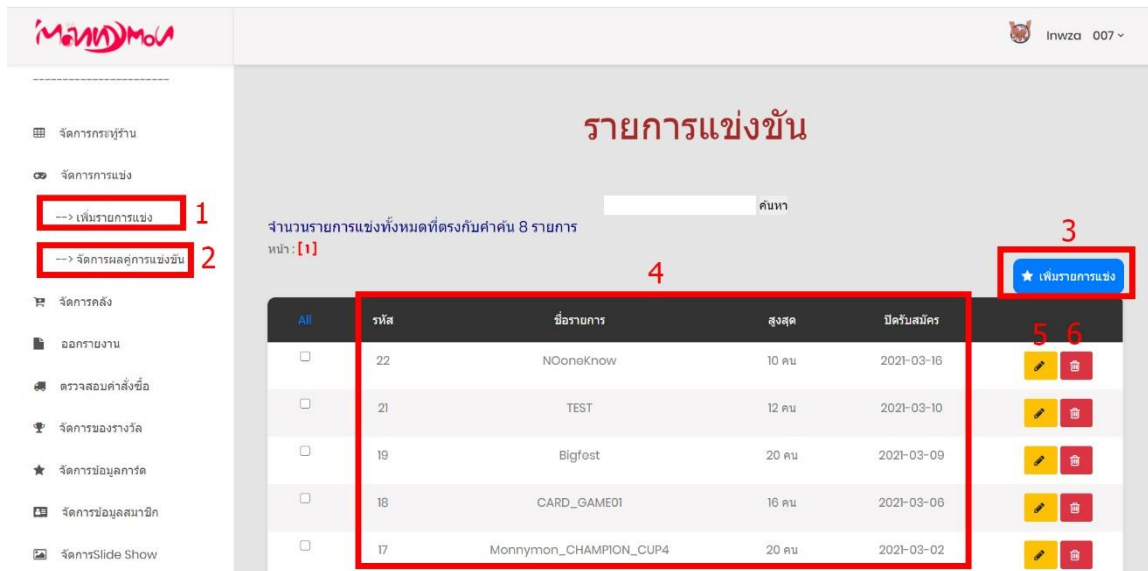 MonnyMon
Inwza 007
-----------------------
จัดการกระทู้ร้าน
จัดการการแข่ง
--> เพิ่มรายการแข่ง
1
--> จัดการผลคู่การแข่งขัน
2
จัดการคลัง
ออกรายงาน
ตรวจสอบคำสั่งซื้อ
จัดการของรางวัล
จัดการข้อมูลการ์ด
จัดการข้อมูลสมาชิก
จัดการSlide Show
รายการแข่งขัน
ค้นหา
จำนวนรายการแข่งทั้งหมดที่ตรงกับคำค้น 8 รายการ
หน้า : [1]
3
เพิ่มรายการแข่ง
4
All รหัส ชื่อรายการ สูงสุด ปิดรับสมัคร
5 6
22 NOoneKnow 10 คน 2021-03-16
21 TEST 12 คน 2021-03-10
19 Bigfest 20 คน 2021-03-09
18 CARD_GAME01 16 คน 2021-03-06
17 Monnymon_CHAMPION_CUP4 20 คน 2021-03-02